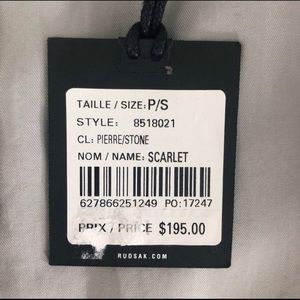 TAILLE / SIZE: P/S
STYLE: 8518021
CL: PIERRE/STONE
NOM / NAME: SCARLET
627866251249 PO: 17247
PRIX / PRICE $195.00
RUDSAK.COM